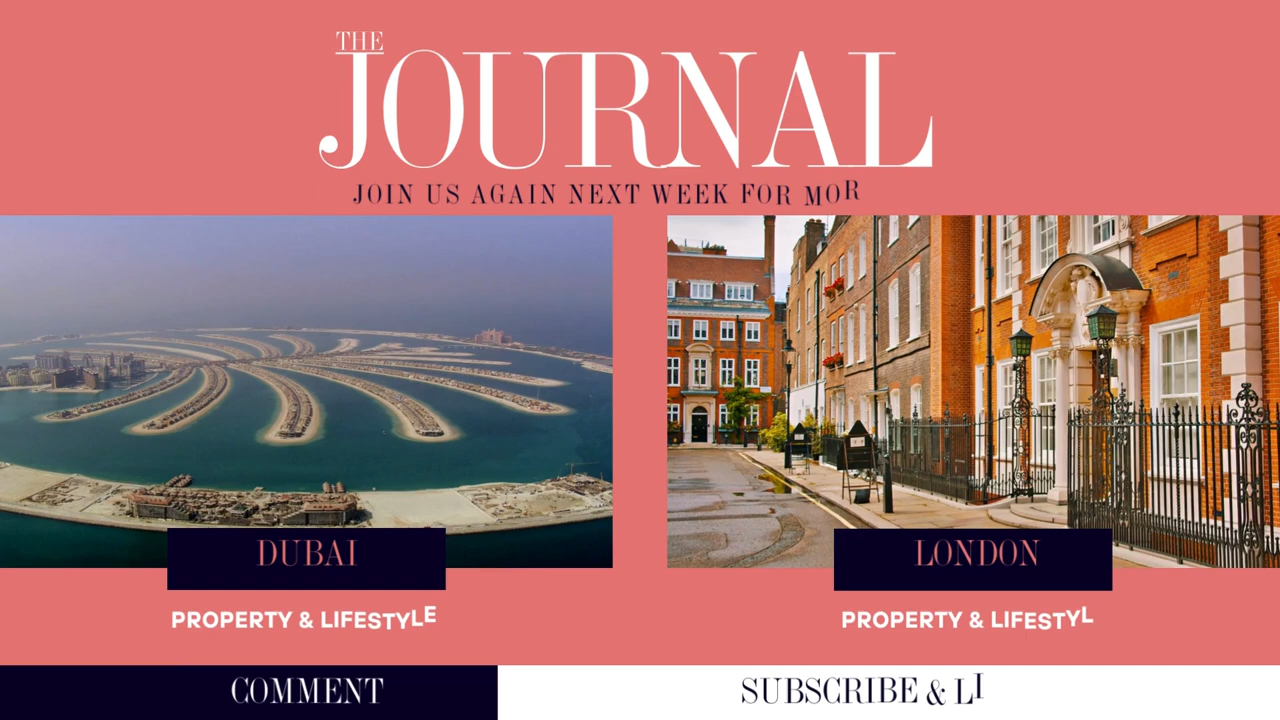 THE
JOURNAL
JOIN US AGAIN NEXT WEEK FOR MOR
DUBAI
LONDON
PROPERTY & LIFESTYLE
PROPERTY & LIFESTYL
COMMENT
SUBSCRIBE & LI